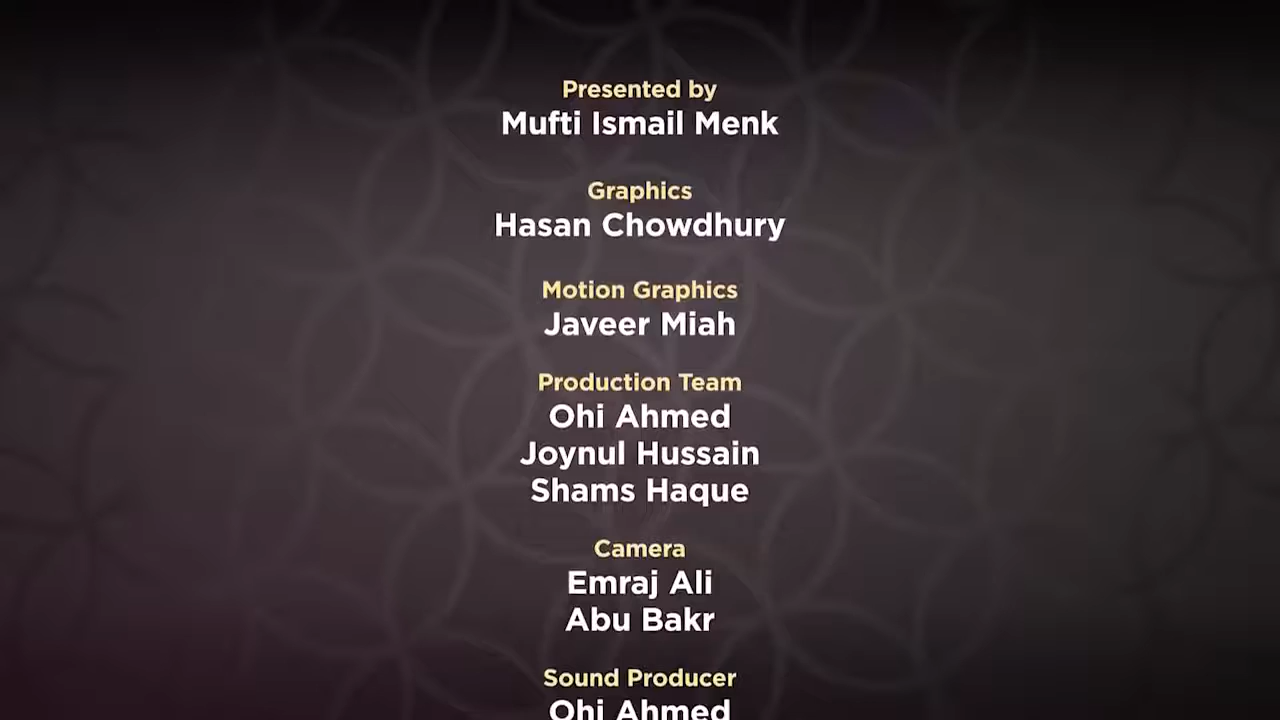 Presented by
Mufti Ismail Menk
Graphics
Hasan Chowdhury
Motion Graphics
Javeer Miah
Production Team
Ohi Ahmed
Joynul Hussain
Shams Haque
Camera
Emraj Ali
Abu Bakr
Sound Producer
Ohi Ahmed